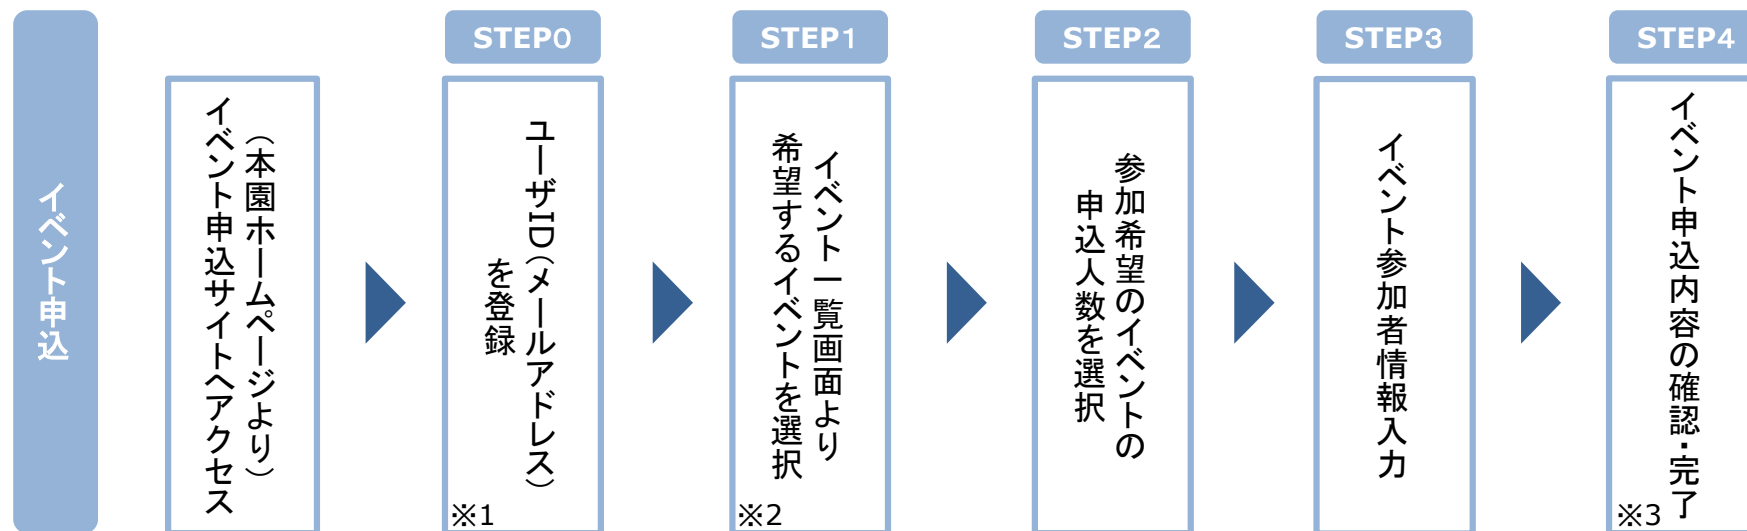 イベント申込
（本園ホームページより）
イベント申込サイトへアクセス
STEP0
ユーザID（メールアドレス）
を登録
※1
STEP1
イベント一覧画面より
希望するイベントを選択
※2
STEP2
参加希望のイベントの
申込人数を選択
STEP3
イベント参加者情報入力
STEP4
イベント申込内容の確認・完了
※3